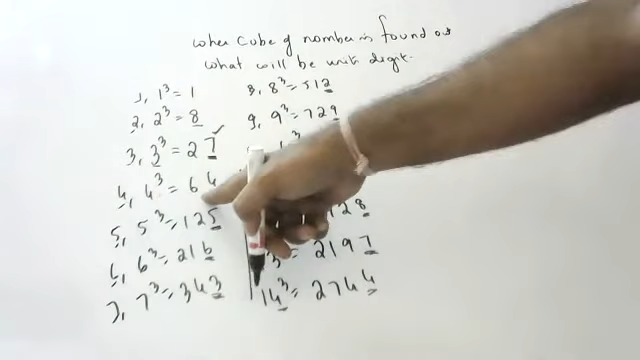 when cube of number is found out
what will be unit digit.
1, 1³ = 1
2, 2³ = 8
3, 3³ = 27
4, 4³ = 64
5, 5³ = 125
6, 6³ = 216
7, 7³ = 343
8, 8³ = 512
9, 9³ = 729
28
3³ = 2197
14³ = 2744